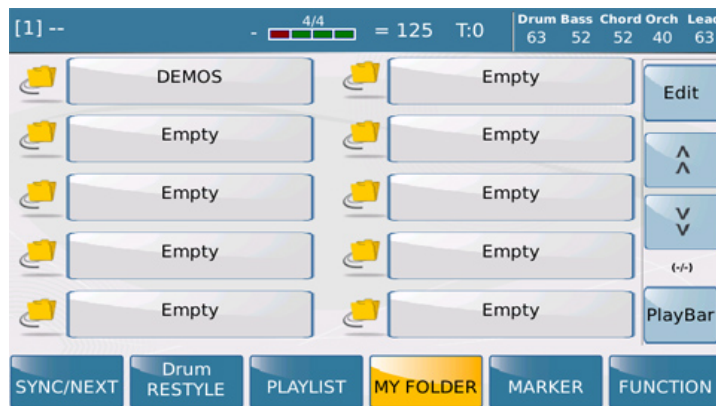 [1] -- - 4/4 = 125 T:0 Drum Bass Chord Orch Lead
63 52 52 40 63
DEMOS Empty Edit
Empty Empty
Empty Empty
Empty Empty (-/-)
Empty Empty PlayBar
SYNC/NEXT Drum RESTYLE PLAYLIST MY FOLDER MARKER FUNCTION